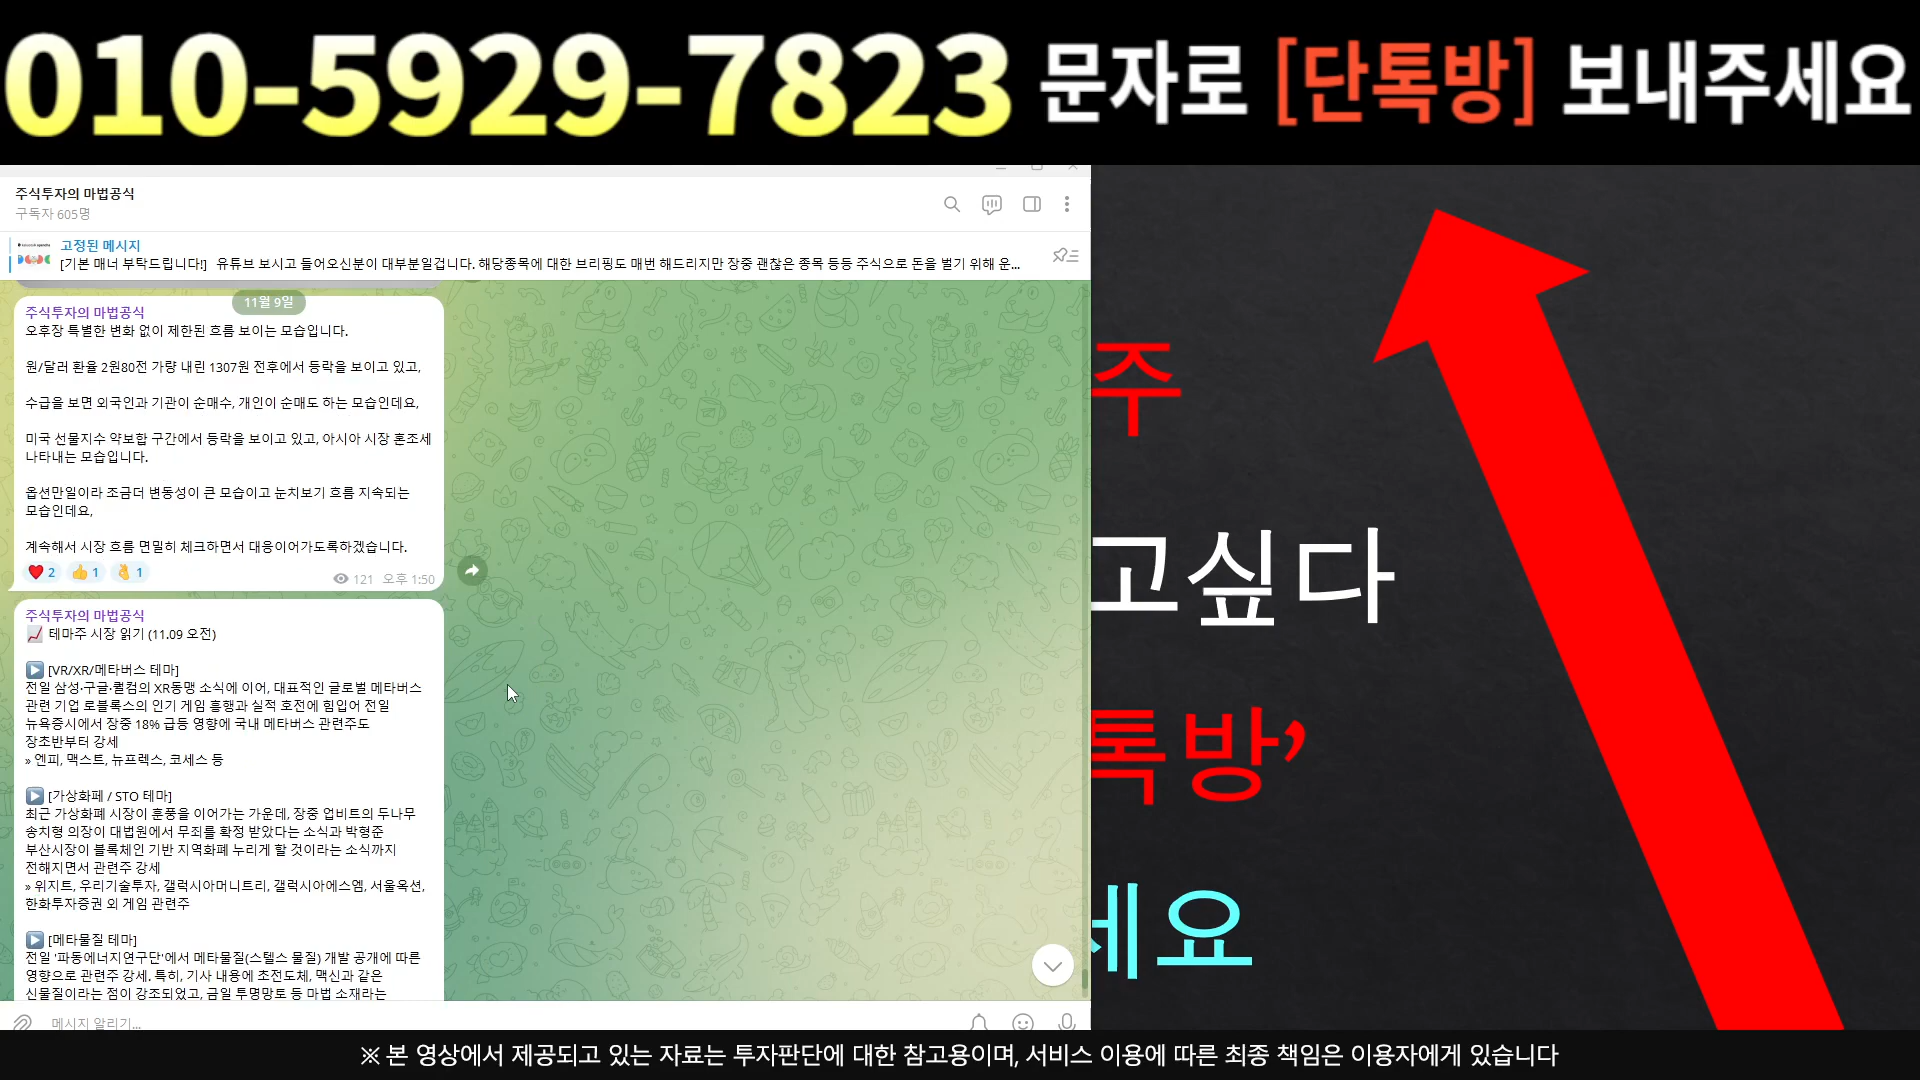 010-5929-7823 문자로 [단톡방] 보내주세요
주식투자의 마법공식
구독자 605명
고정된 메시지
[기본 매너 부탁드립니다!] 유튜브 보시고 들어오신분이 대부분일겁니다. 해당종목에 대한 브리핑도 매번 해드리지만 장중 괜찮은 종목 등등 주식으로 돈을 벌기 위해 운...
11월 9일
주식투자의 마법공식
오후장 특별한 변화 없이 제한된 흐름 보이는 모습입니다.
원/달러 환율 2원80전 가량 내린 1307원 전후에서 등락을 보이고 있고,
수급을 보면 외국인과 기관이 순매수, 개인이 순매도 하는 모습인데요,
미국 선물지수 약보합 구간에서 등락을 보이고 있고, 아시아 시장 혼조세
나타내는 모습입니다.
옵션만일이라 조금더 변동성이 큰 모습이고 눈치보기 흐름 지속되는
모습인데요,
계속해서 시장 흐름 면밀히 체크하면서 대응이어가도록하겠습니다.
2 1 1 121 오후 1:50
주식투자의 마법공식
테마주 시장 읽기 (11.09 오전)
[VR/XR/메타버스 테마]
전일 삼성·구글·퀄컴의 XR동맹 소식에 이어, 대표적인 글로벌 메타버스
관련 기업 로블록스의 인기 게임 흥행과 실적 호전에 힘입어 전일
뉴욕증시에서 장중 18% 급등 영향에 국내 메타버스 관련주도
장초반부터 강세
» 엔피, 맥스트, 뉴프렉스, 코세스 등
[가상화폐 / STO 테마]
최근 가상화폐 시장이 훈풍을 이어가는 가운데, 장중 업비트의 두나무
송치형 의장이 대법원에서 무죄를 확정 받았다는 소식과 박형준
부산시장이 블록체인 기반 지역화폐 누리게 할 것이라는 소식까지
전해지면서 관련주 강세
» 위지트, 우리기술투자, 갤럭시아머니트리, 갤럭시아에스엠, 서울옥션,
한화투자증권 외 게임 관련주
[메타물질 테마]
전일 '파동에너지연구단'에서 메타물질(스텔스 물질) 개발 공개에 따른
영향으로 관련주 강세. 특히, 기사 내용에 초전도체, 맥신과 같은
신물질이라는 점이 강조되었고, 금일 투명망토 등 마법 소재라는
메시지 알리기...
주
고싶다
톡방’
세요
※ 본 영상에서 제공되고 있는 자료는 투자판단에 대한 참고용이며, 서비스 이용에 따른 최종 책임은 이용자에게 있습니다